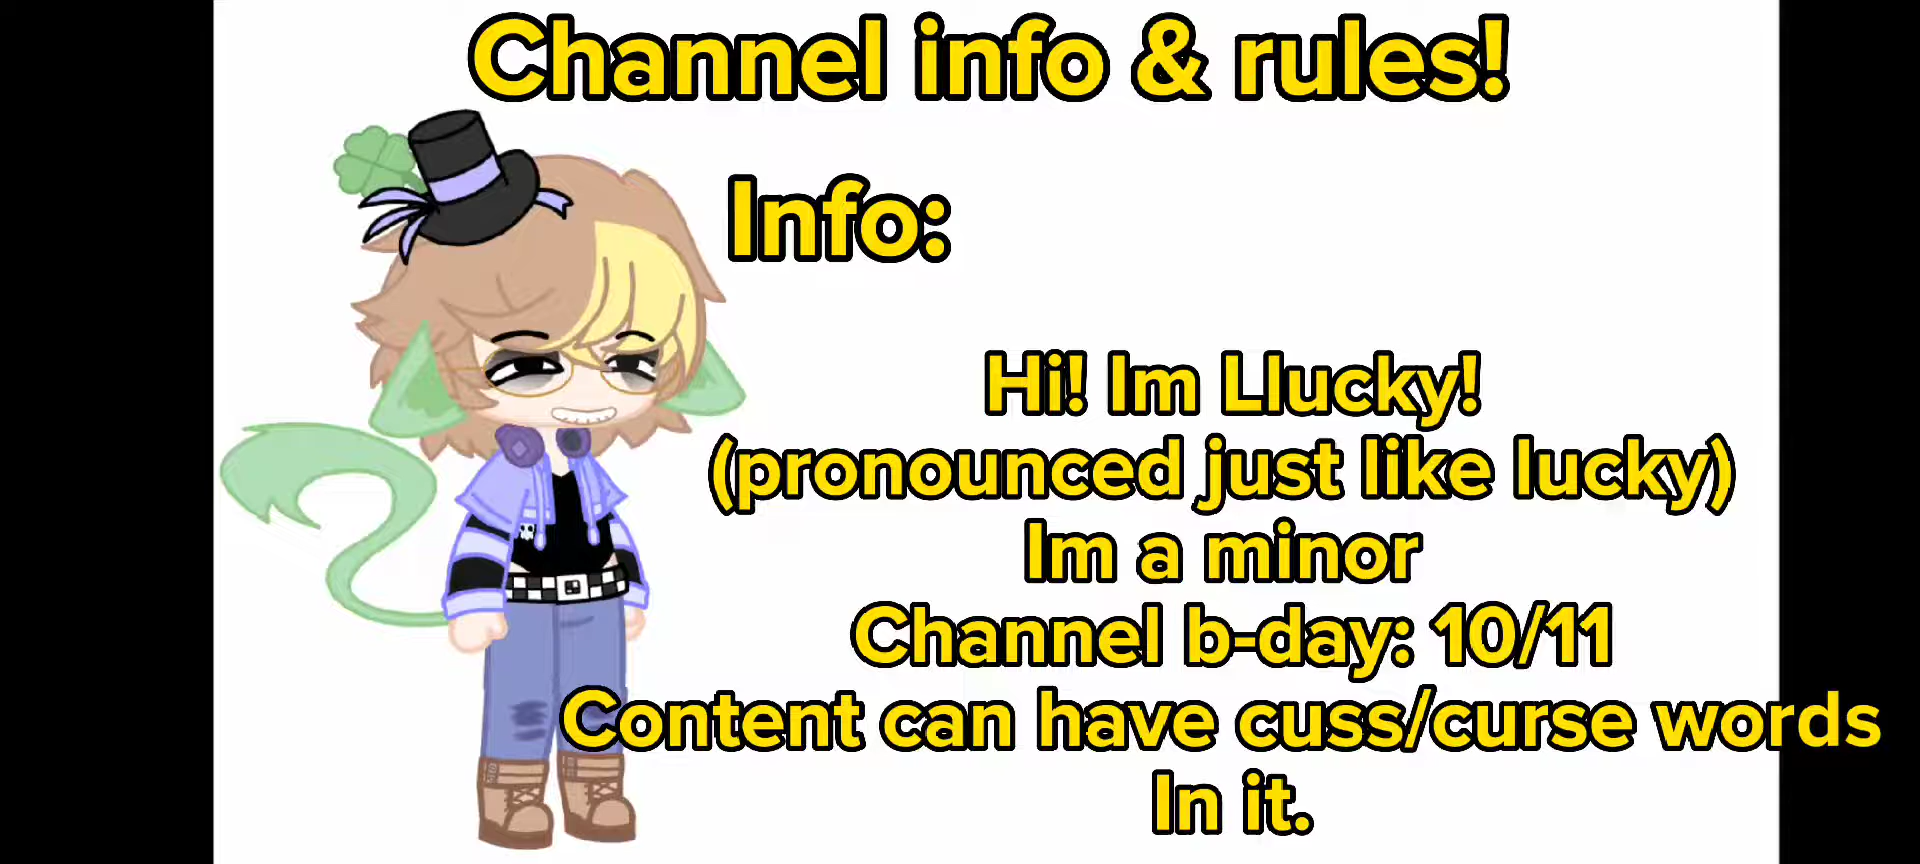 Channel info & rules!
Info:
Hi! Im Llucky!
(pronounced just like lucky)
Im a minor
Channel b-day: 10/11
Content can have cuss/curse words
In it.